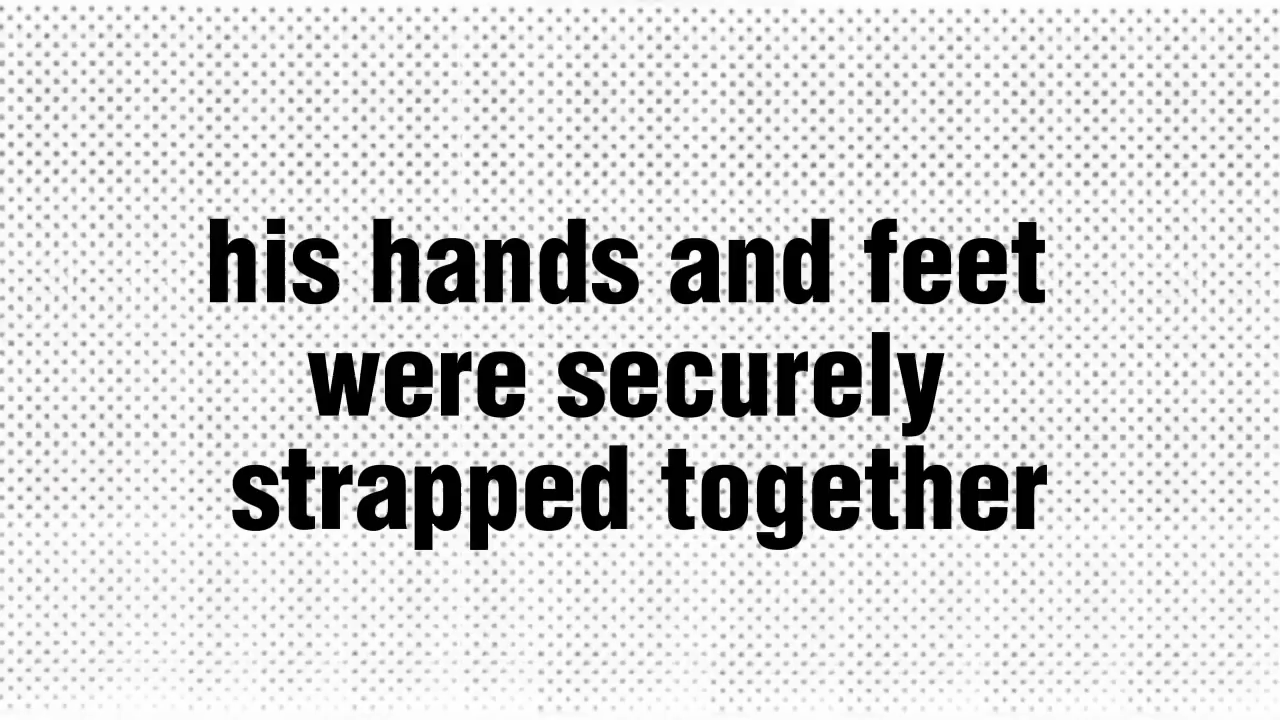 his hands and feet
were securely
strapped together